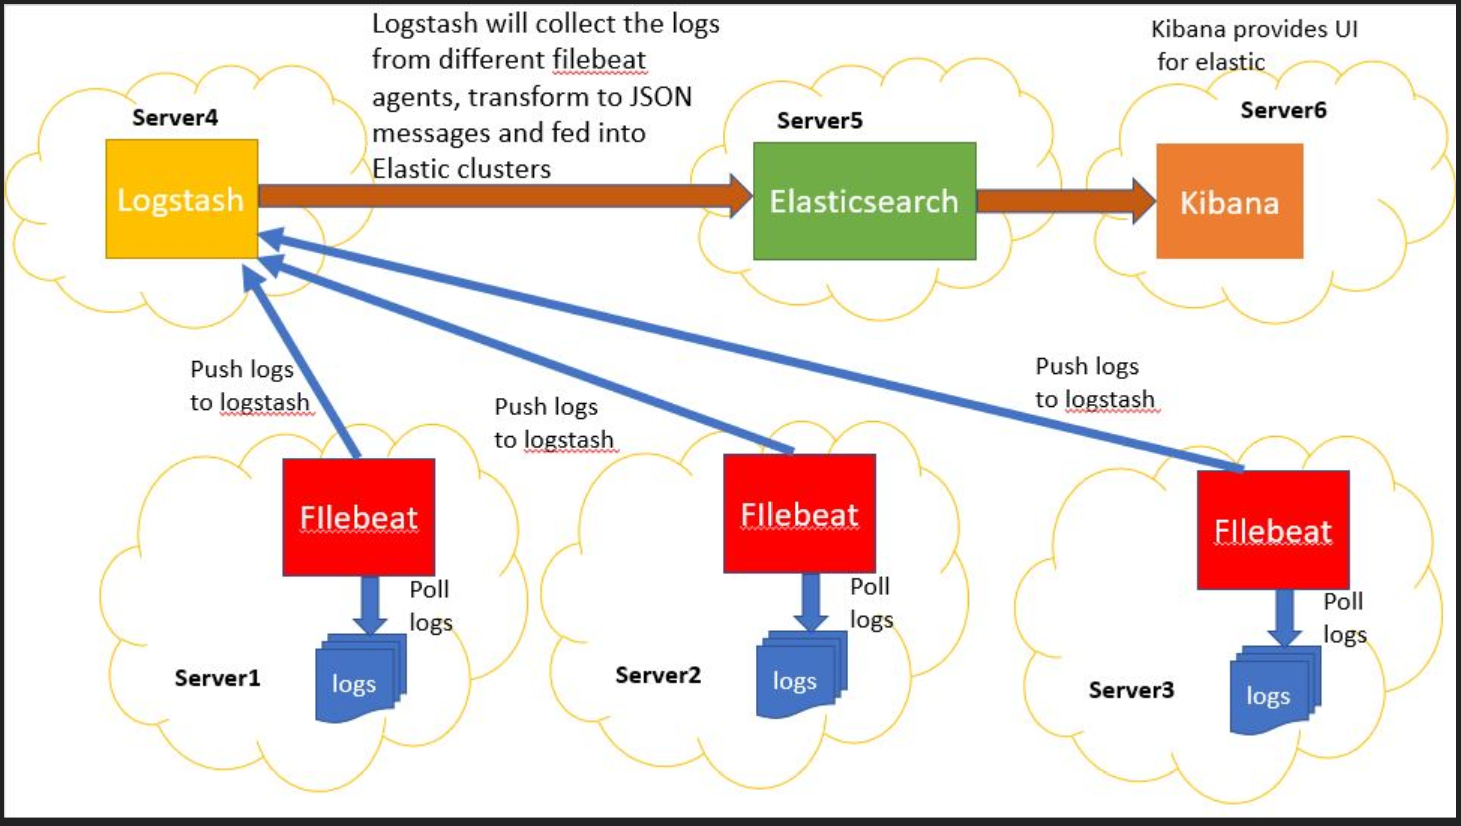 Logstash will collect the logs
from different filebeat
agents, transform to JSON
messages and fed into
Elastic clusters
Kibana provides UI
for elastic
Server4
Server5
Server6
Logstash
Elasticsearch
Kibana
Push logs
to logstash
Push logs
to logstash
Push logs
to logstash
FIlebeat
FIlebeat
FIlebeat
Poll
logs
Poll
logs
Poll
logs
Server1
logs
Server2
logs
Server3
logs